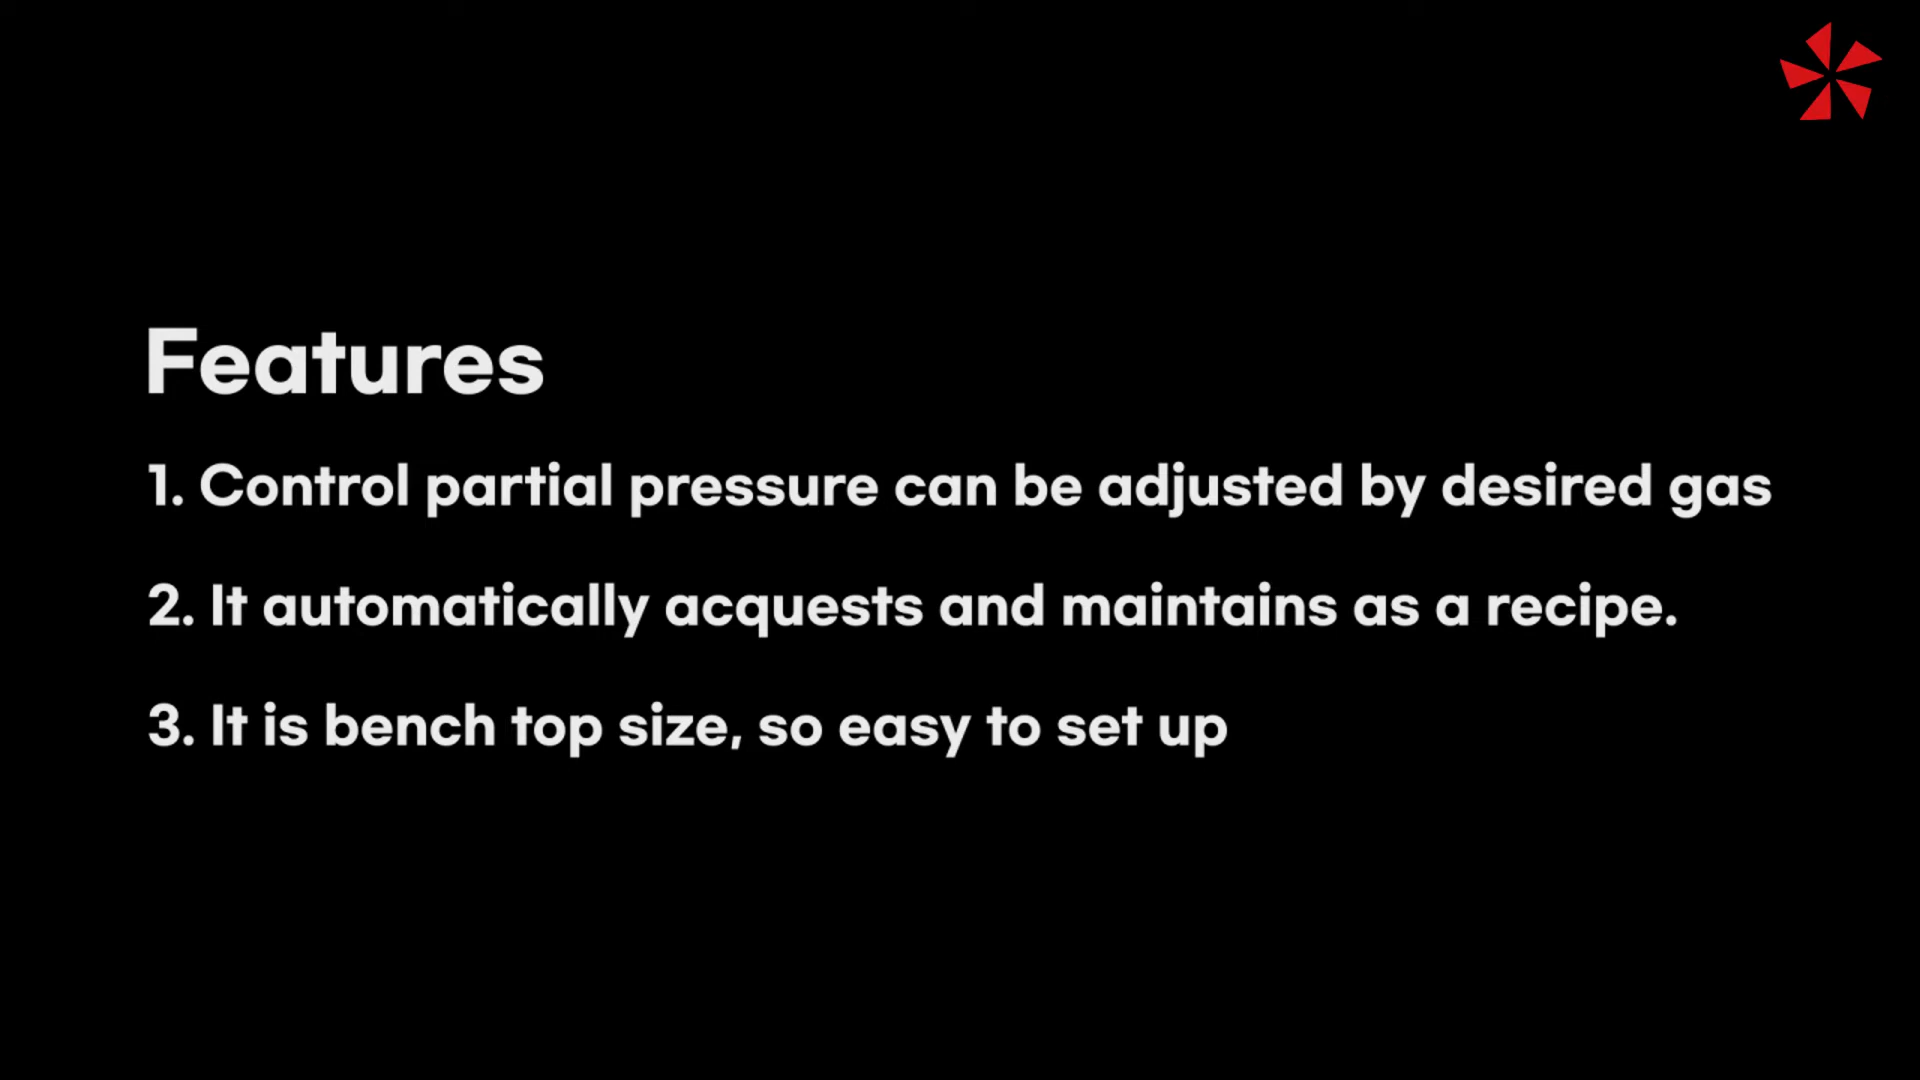 Features
1. Control partial pressure can be adjusted by desired gas
2. It automatically acquests and maintains as a recipe.
3. It is bench top size, so easy to set up